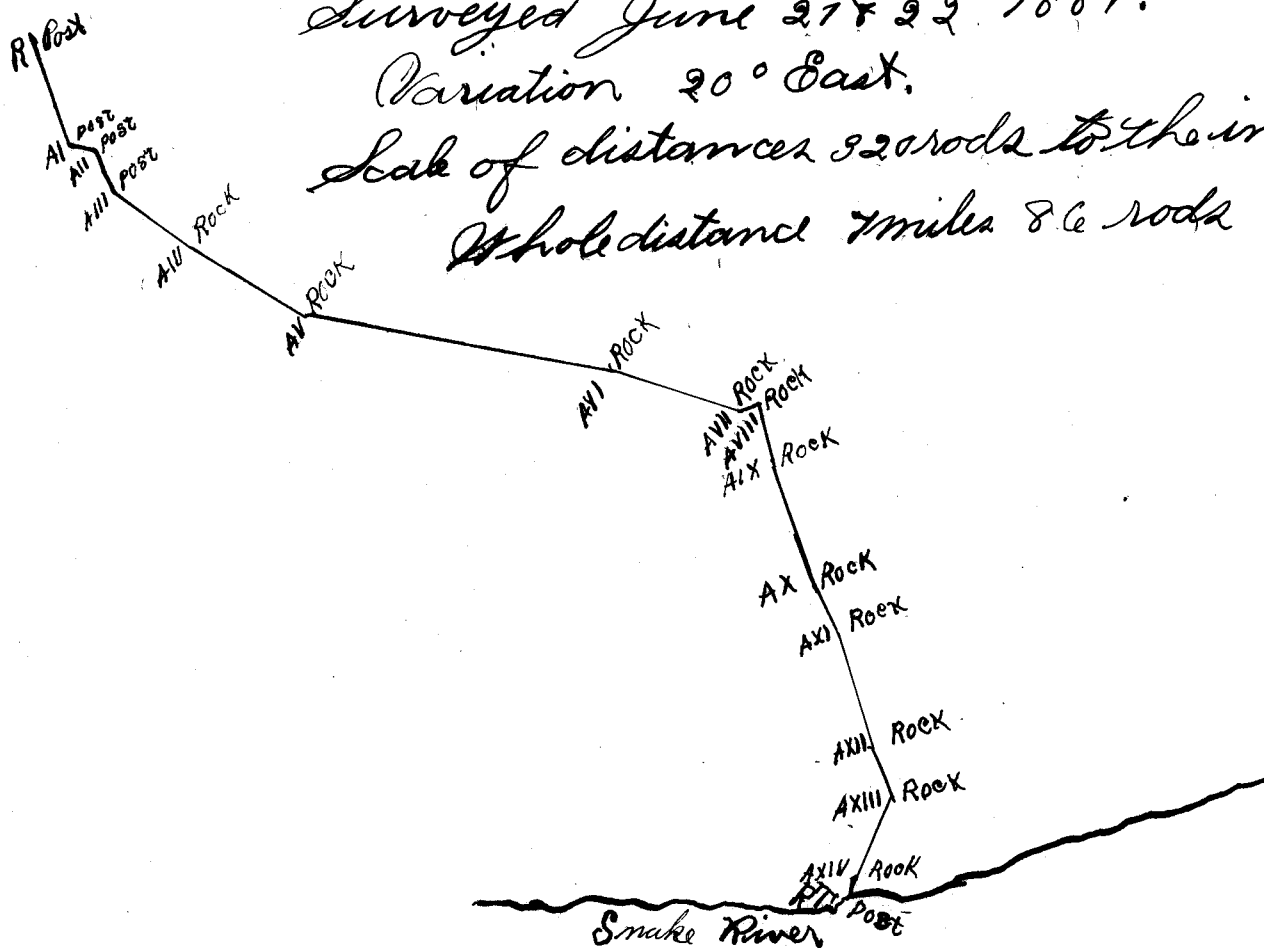 Surveyed June 21 & 22
Variation 20° East.
Scale of distances 320 rods to the in
Whole distance 7 miles 86 rods
R Post
AI Post
AII Post
AIII Post
AIV Rock
AV Rock
AVI Rock
AVII Rock
AVIII Rock
AIX Rock
AX Rock
AXI Rock
AXII Rock
AXIII Rock
AXIV Rock
Post
Snake River